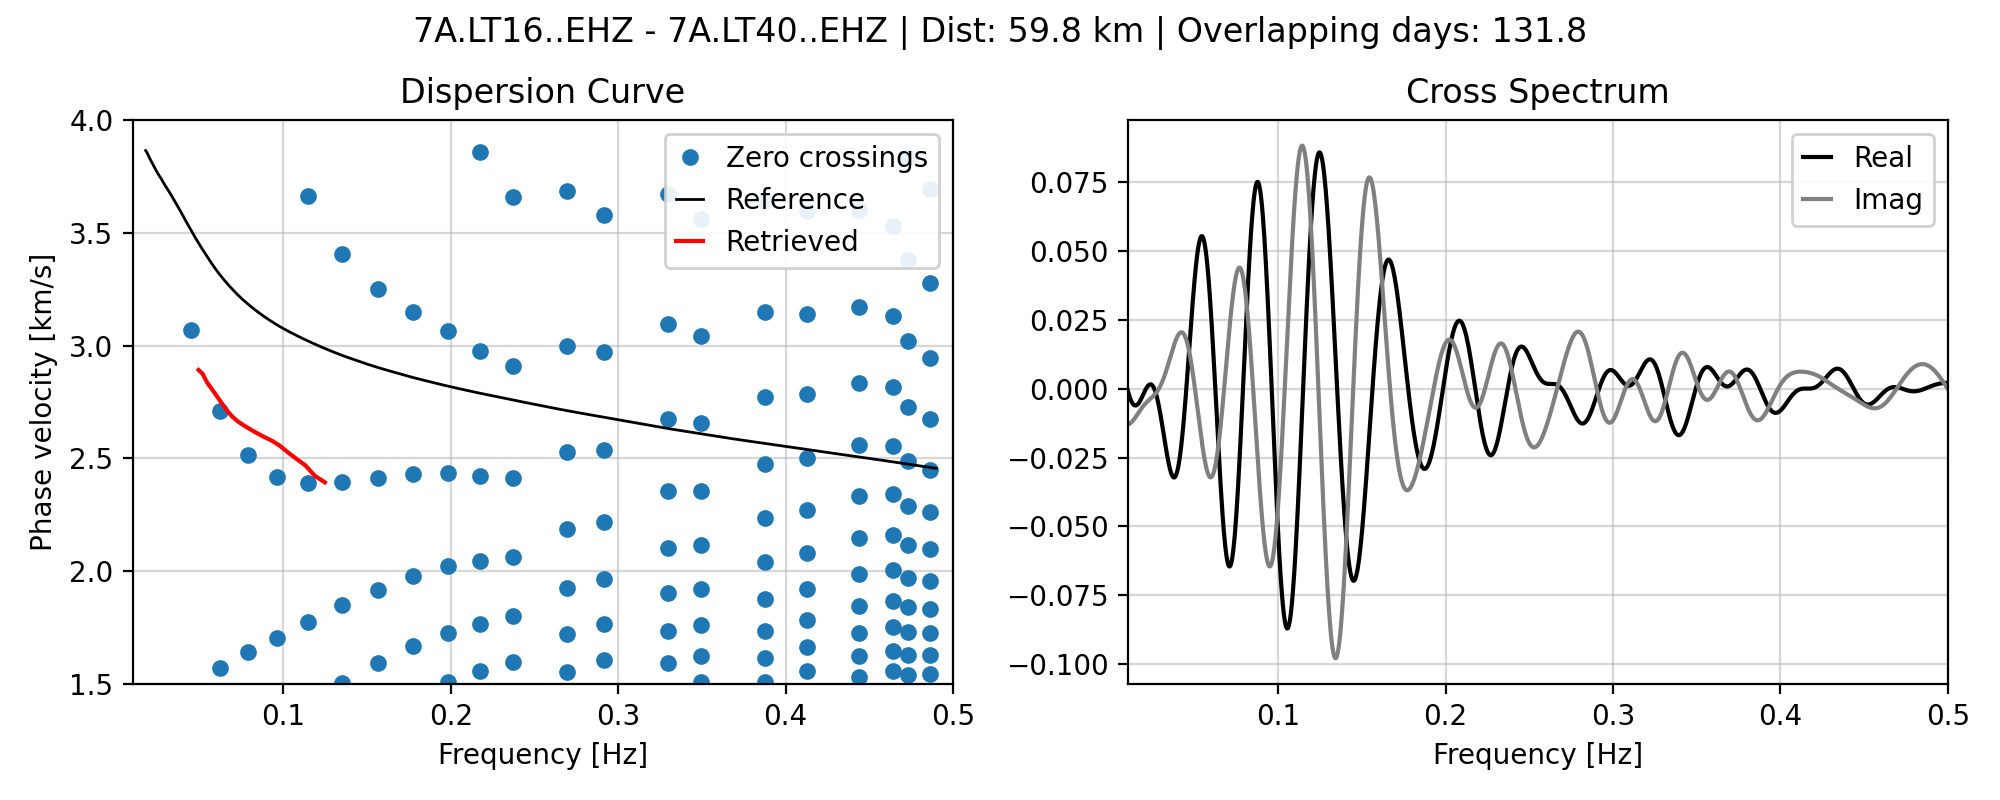 7A.LT16..EHZ - 7A.LT40..EHZ | Dist: 59.8 km | Overlapping days: 131.8
Dispersion Curve
Phase velocity [km/s]
4.0
3.5
3.0
2.5
2.0
1.5
0.1
0.2
0.3
0.4
0.5
Frequency [Hz]
Zero crossings
Reference
Retrieved
Cross Spectrum
0.075
0.050
0.025
0.000
−0.025
−0.050
−0.075
−0.100
0.1
0.2
0.3
0.4
0.5
Frequency [Hz]
Real
Imag